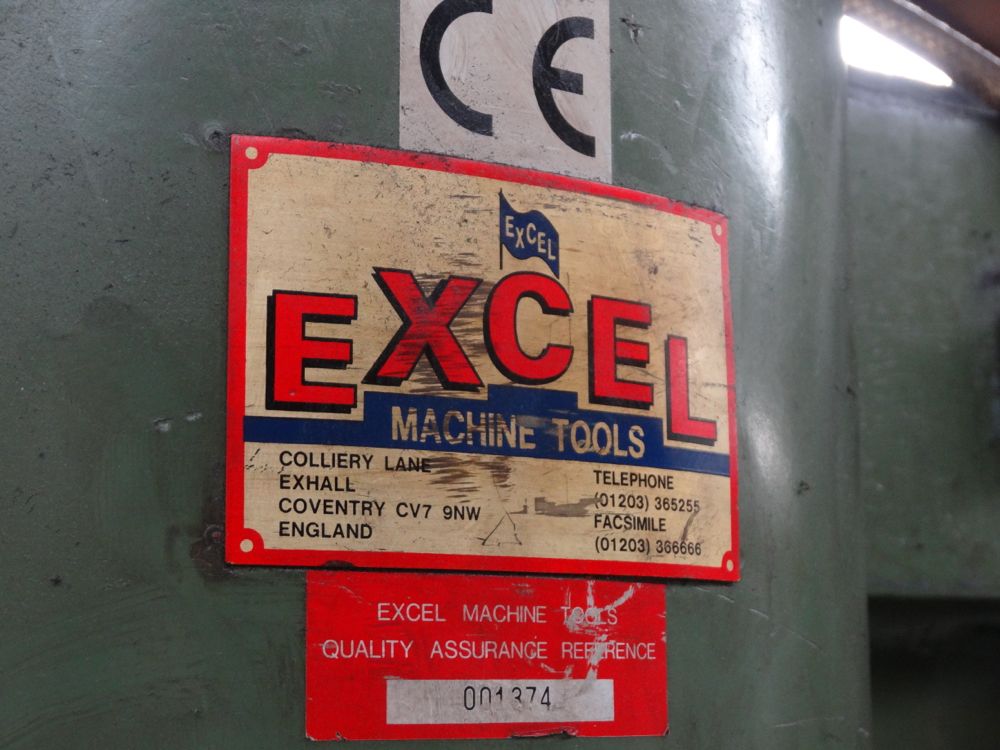 CE
EXCEL
EXCEL
MACHINE TOOLS
COLLIERY LANE
EXHALL
COVENTRY CV7 9NW
ENGLAND
TELEPHONE
(01203) 365255
FACSIMILE
(01203) 366666
EXCEL MACHINE TOOLS
QUALITY ASSURANCE REFERENCE
001374